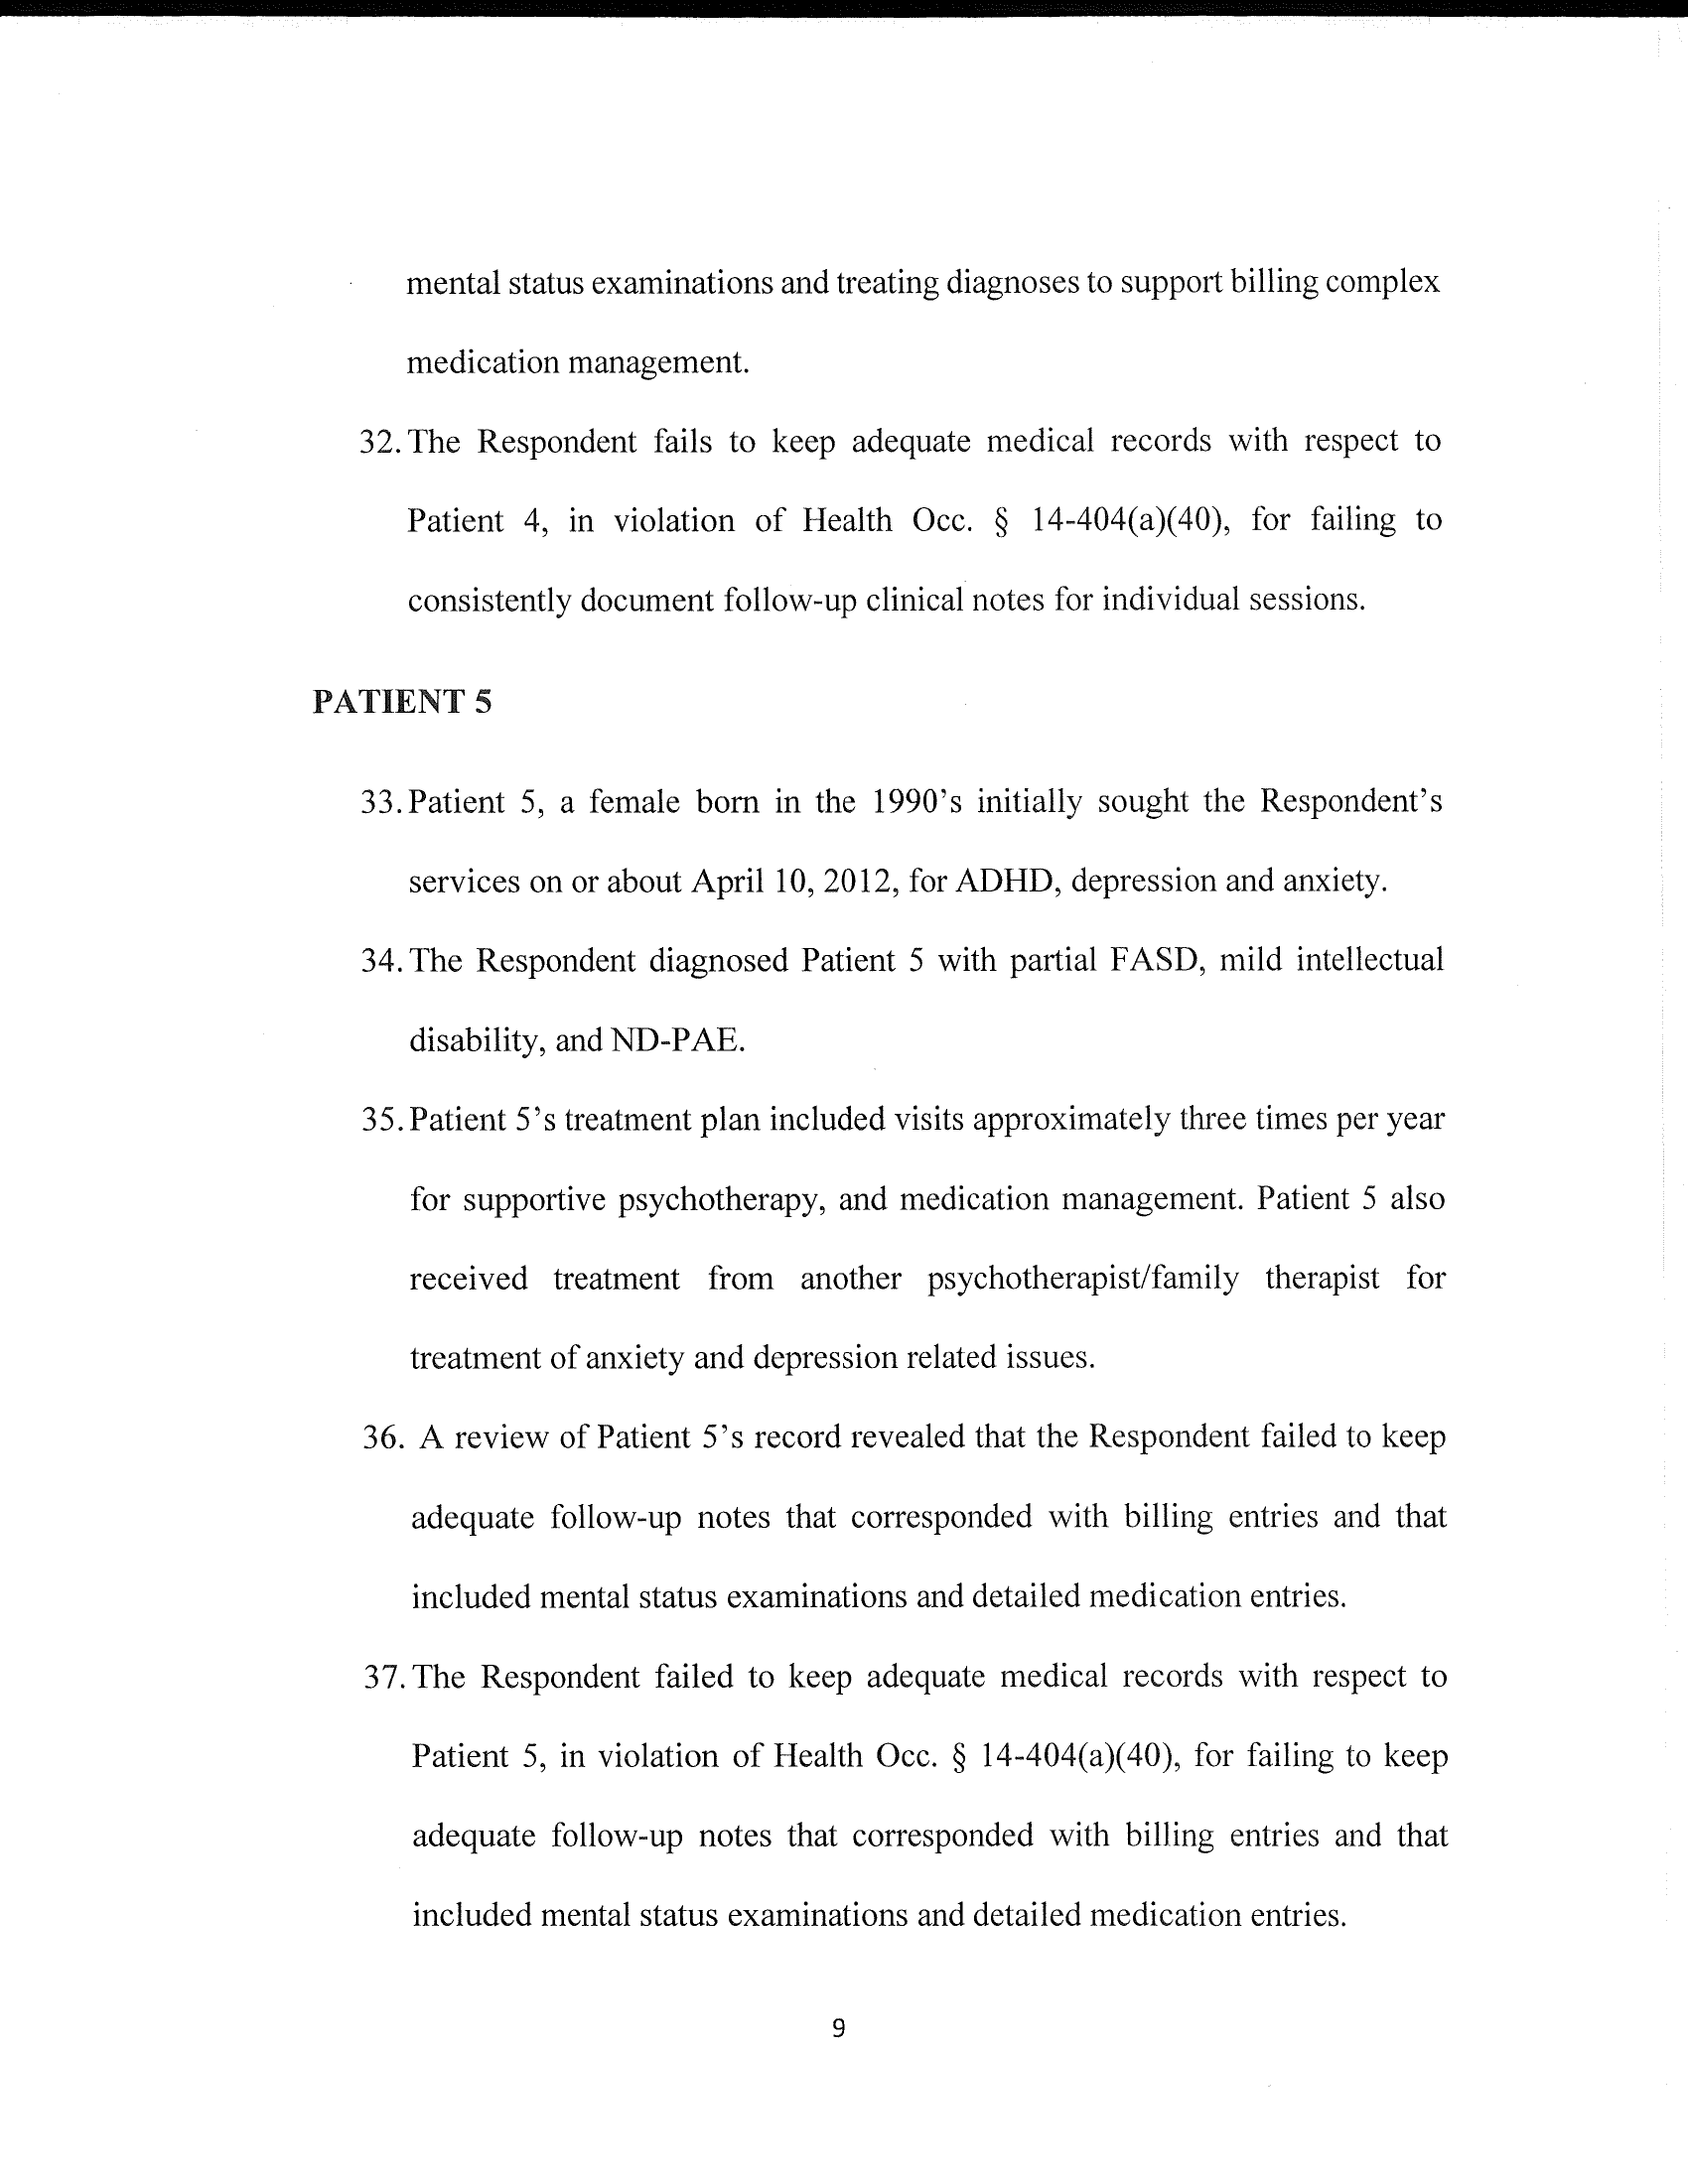 mental status examinations and treating diagnoses to support billing complex
medication management.
32. The Respondent fails to keep adequate medical records with respect to
Patient 4, in violation of Health Occ. § 14-404(a)(40), for failing to
consistently document follow-up clinical notes for individual sessions.
PATIENT 5
33. Patient 5, a female born in the 1990's initially sought the Respondent's
services on or about April 10, 2012, for ADHD, depression and anxiety.
34. The Respondent diagnosed Patient 5 with partial FASD, mild intellectual
disability, and ND-PAE.
35. Patient 5's treatment plan included visits approximately three times per year
for supportive psychotherapy, and medication management. Patient 5 also
received treatment from another psychotherapist/family therapist for
treatment of anxiety and depression related issues.
36. A review of Patient 5's record revealed that the Respondent failed to keep
adequate follow-up notes that corresponded with billing entries and that
included mental status examinations and detailed medication entries.
37. The Respondent failed to keep adequate medical records with respect to
Patient 5, in violation of Health Occ. § 14-404(a)(40), for failing to keep
adequate follow-up notes that corresponded with billing entries and that
included mental status examinations and detailed medication entries.
9